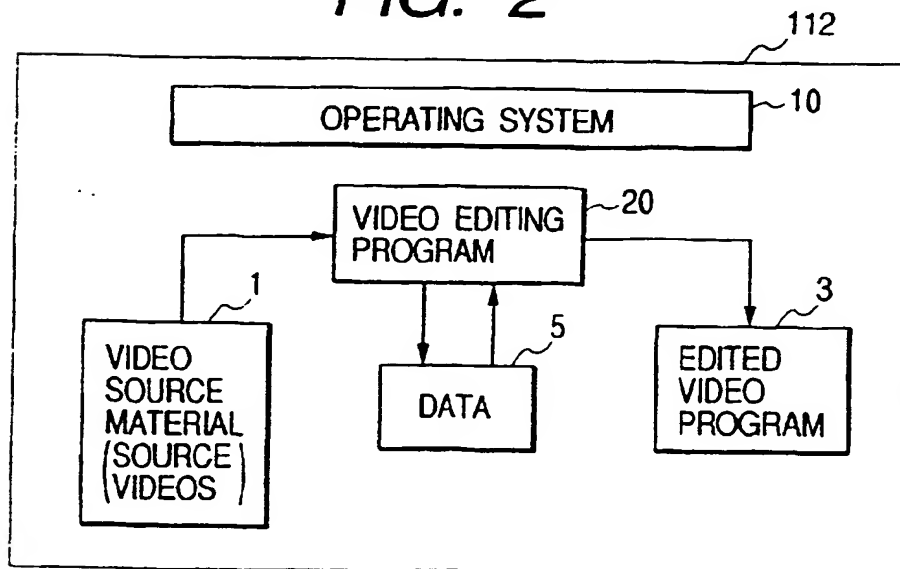 FIG. 2
112
OPERATING SYSTEM
10
VIDEO EDITING
PROGRAM
20
1
VIDEO
SOURCE
MATERIAL
(SOURCE
VIDEOS)
5
DATA
3
EDITED
VIDEO
PROGRAM